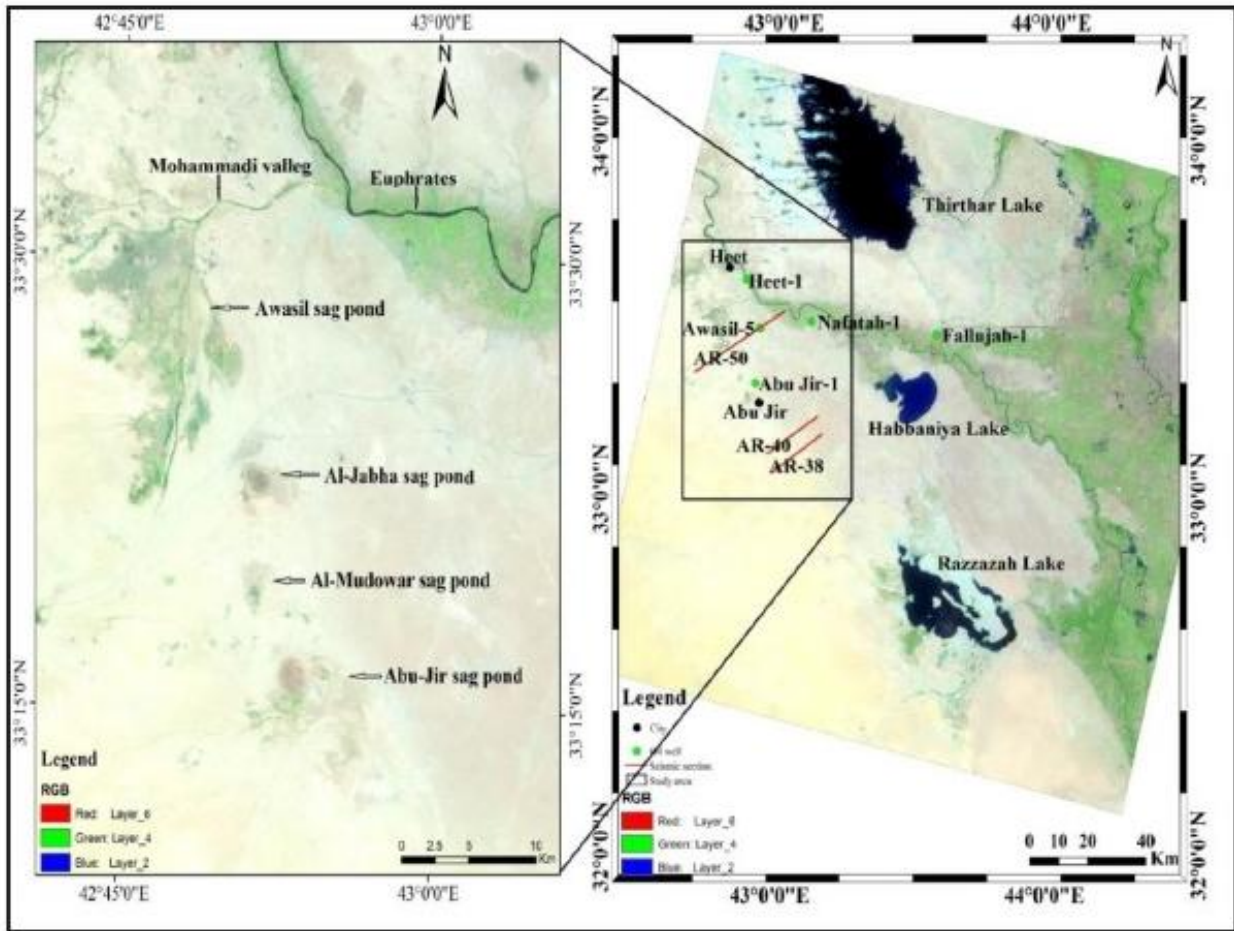 42°45'0"E
43°0'0"E
N
Mohammadi valleg
Euphrates
33°30'0"N
33°30'0"N
Awasil sag pond
Al-Jabha sag pond
Al-Mudowar sag pond
Abu-Jir sag pond
33°15'0"N
33°15'0"N
Legend
RGB
Red: Layer_6
Green: Layer_4
Blue: Layer_2
0 2.5 5 10
Km
42°45'0"E
43°0'0"E
43°0'0"E
44°0'0"E
N
34°0'0"N
34°0'0"N
Thirthar Lake
Heet
Heet-1
Nafatah-1
Awasil-5
Fallujah-1
AR-50
Abu Jir-1
Abu Jir
Habbaniya Lake
AR-40
AR-38
33°0'0"N
33°0'0"N
Razzazah Lake
Legend
City
Oil well
Seismic section
Study area
RGB
Red: Layer_6
Green: Layer_4
Blue: Layer_2
0 10 20 40
Km
32°0'0"N
32°0'0"N
43°0'0"E
44°0'0"E